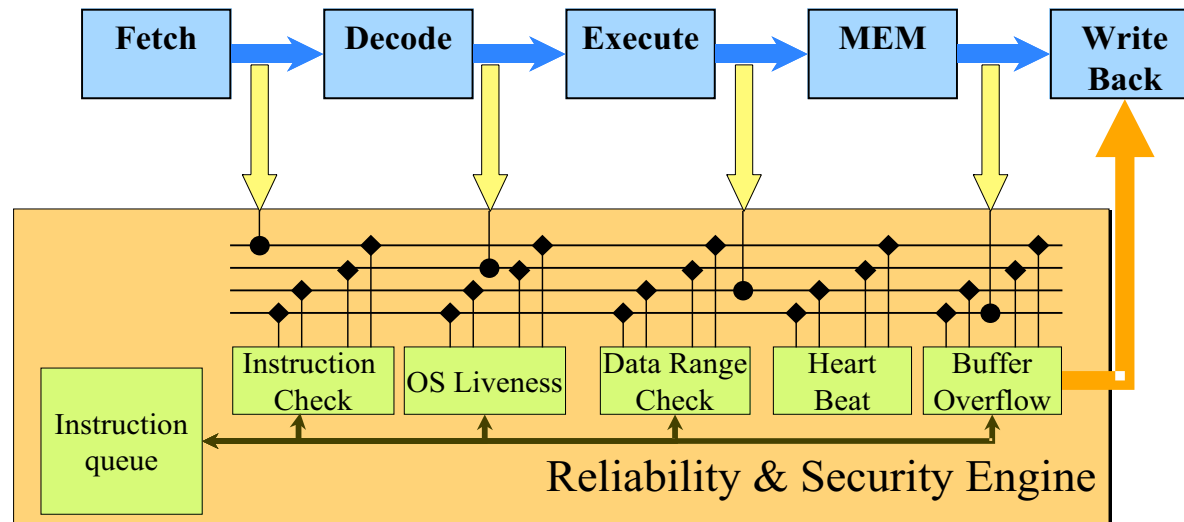 Fetch
Decode
Execute
MEM
Write
Back
Instruction
Check
OS Liveness
Data Range
Check
Heart
Beat
Buffer
Overflow
Instruction
queue
Reliability & Security Engine